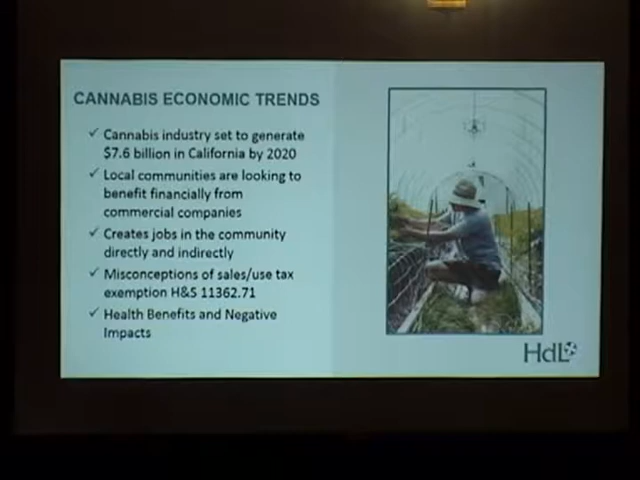 CANNABIS ECONOMIC TRENDS
✓ Cannabis industry set to generate
$7.6 billion in California by 2020
✓ Local communities are looking to
benefit financially from
commercial companies
✓ Creates jobs in the community
directly and indirectly
✓ Misconceptions of sales/use tax
exemption H&S 11362.71
✓ Health Benefits and Negative
Impacts
HdL